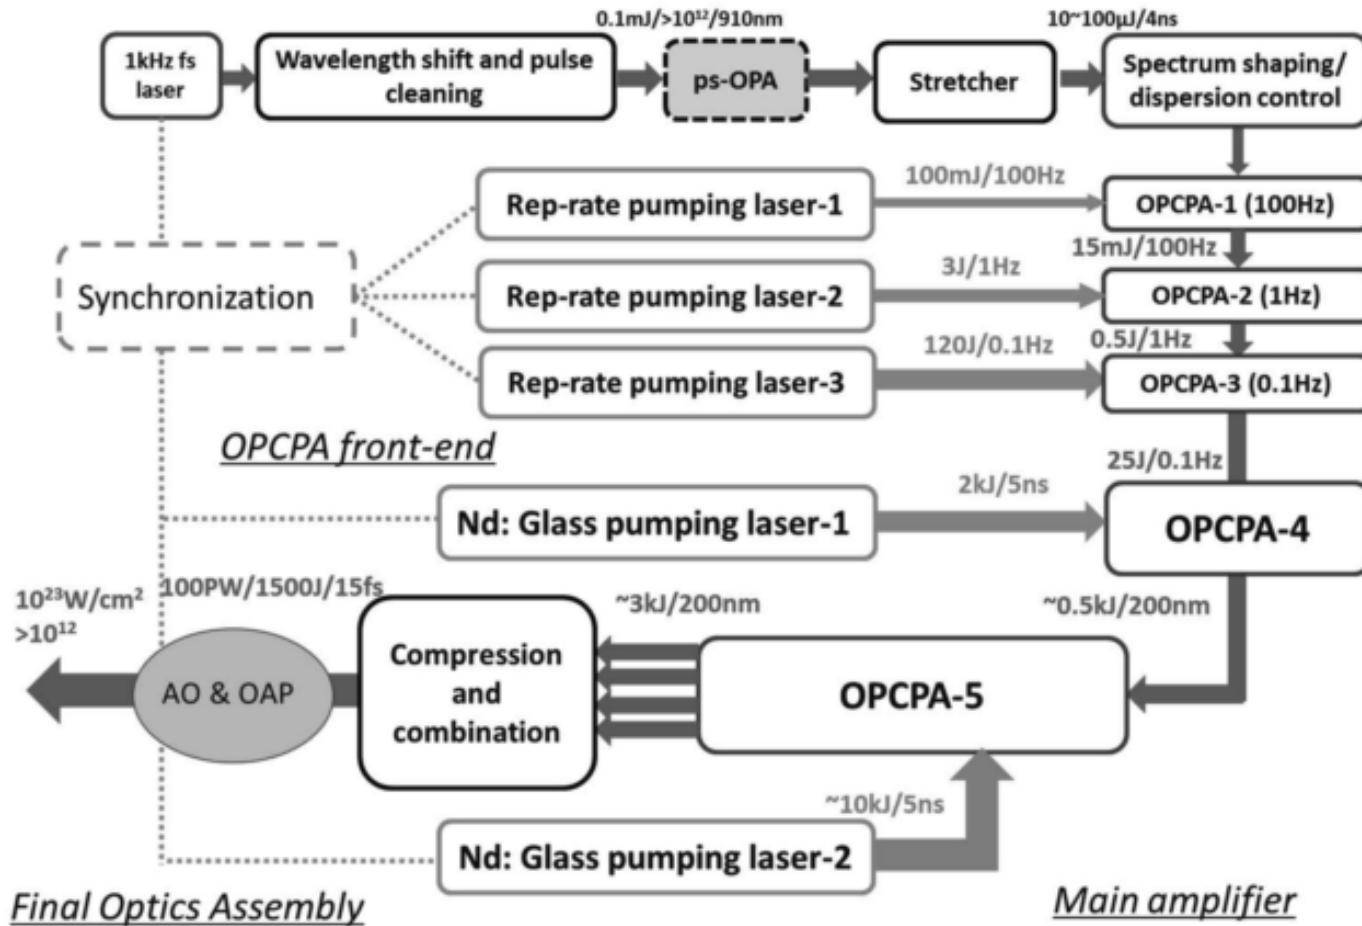 0.1mJ/>10¹²/910nm
10~100μJ/4ns
1kHz fs
laser
Wavelength shift and pulse
cleaning
ps-OPA
Stretcher
Spectrum shaping/
dispersion control
Rep-rate pumping laser-1
100mJ/100Hz
OPCPA-1 (100Hz)
15mJ/100Hz
Synchronization
Rep-rate pumping laser-2
3J/1Hz
OPCPA-2 (1Hz)
0.5J/1Hz
Rep-rate pumping laser-3
120J/0.1Hz
OPCPA-3 (0.1Hz)
OPCPA front-end
25J/0.1Hz
Nd: Glass pumping laser-1
2kJ/5ns
OPCPA-4
10²³W/cm²
>10¹²
100PW/1500J/15fs
~3kJ/200nm
~0.5kJ/200nm
AO & OAP
Compression
and
combination
OPCPA-5
~10kJ/5ns
Nd: Glass pumping laser-2
Final Optics Assembly
Main amplifier